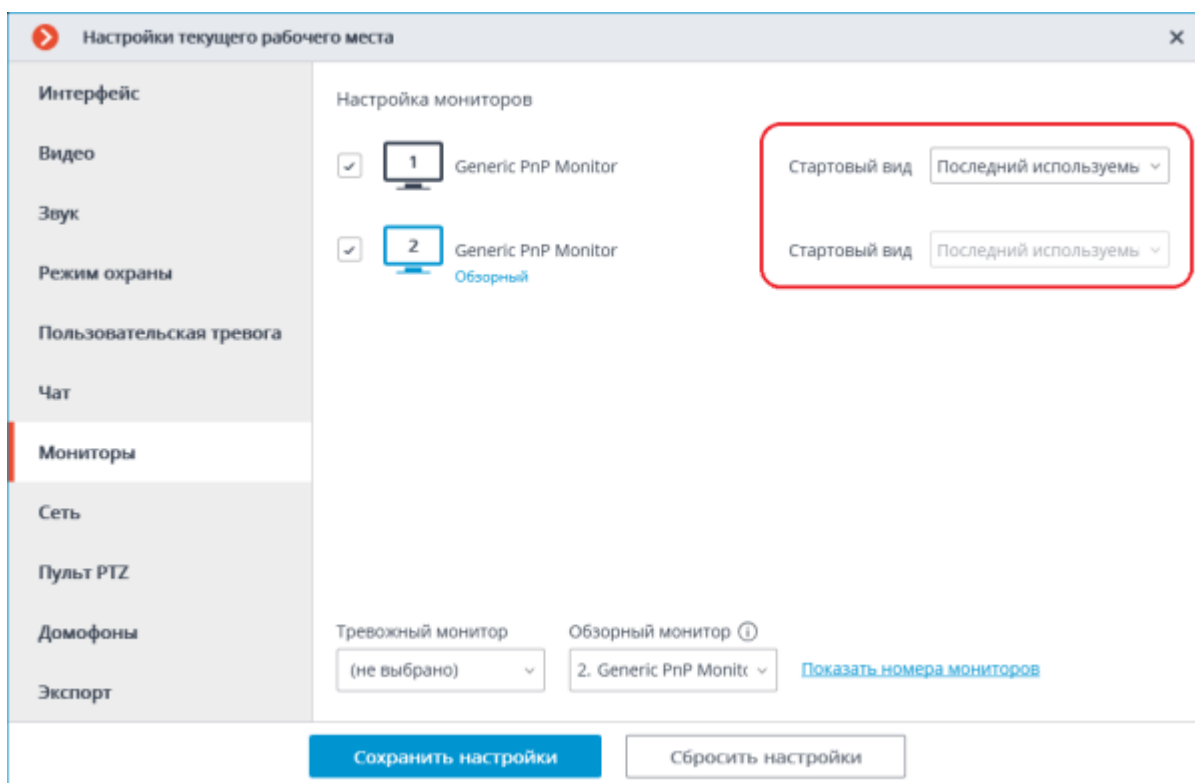 Настройки текущего рабочего места
Интерфейс
Видео
Звук
Режим охраны
Пользовательская тревога
Чат
Мониторы
Сеть
Пульт PTZ
Домофоны
Экспорт
Настройка мониторов
1 Generic PnP Monitor Стартовый вид Последний используемы
2 Generic PnP Monitor Стартовый вид Последний используемы
Обзорный
Тревожный монитор Обзорный монитор
(не выбрано) 2. Generic PnP Monitc Показать номера мониторов
Сохранить настройки Сбросить настройки